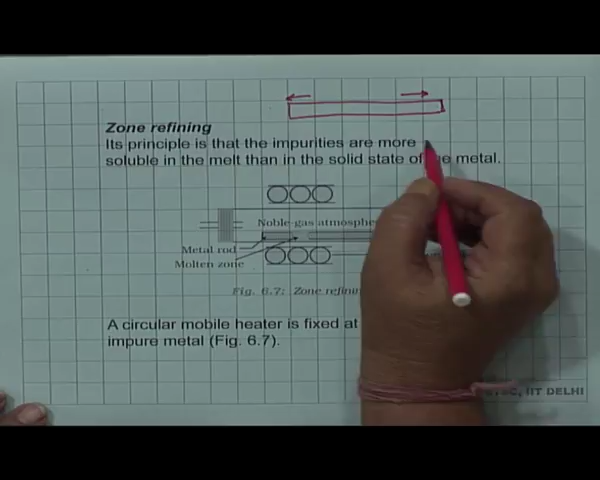 Zone refining
Its principle is that the impurities are more
soluble in the melt than in the solid state of the metal.
Noble-gas atmosphe
Metal rod
Molten zone
Fig. 6.7: Zone refinin
A circular mobile heater is fixed at
impure metal (Fig. 6.7).
IIT DELHI